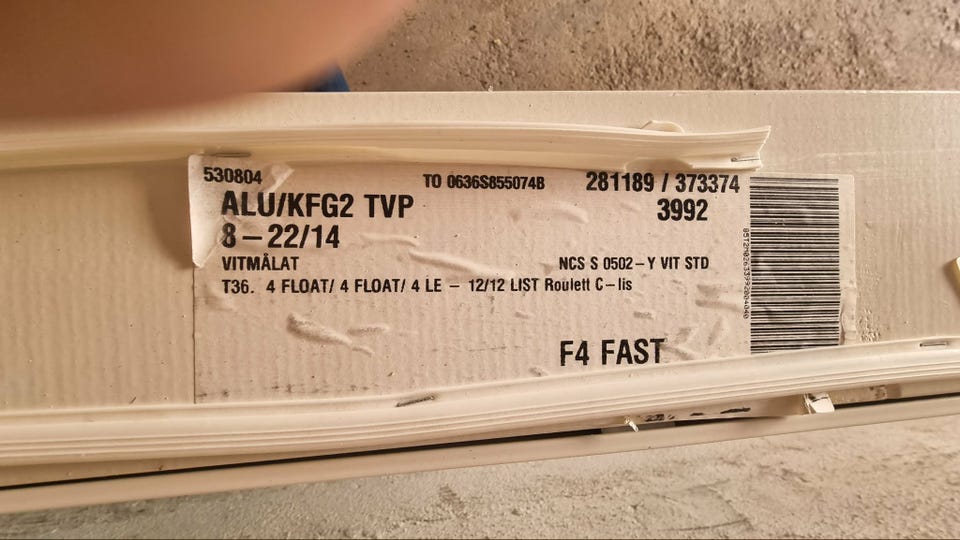 530804 TO 0636S855074B 281189 / 373374
ALU/KFG2 TVP 3992
8-22/14
VITMÅLAT NCS S 0502-Y VIT STD
T36. 4 FLOAT/ 4 FLOAT/ 4 LE - 12/12 LIST Roulett C-lis
F4 FAST